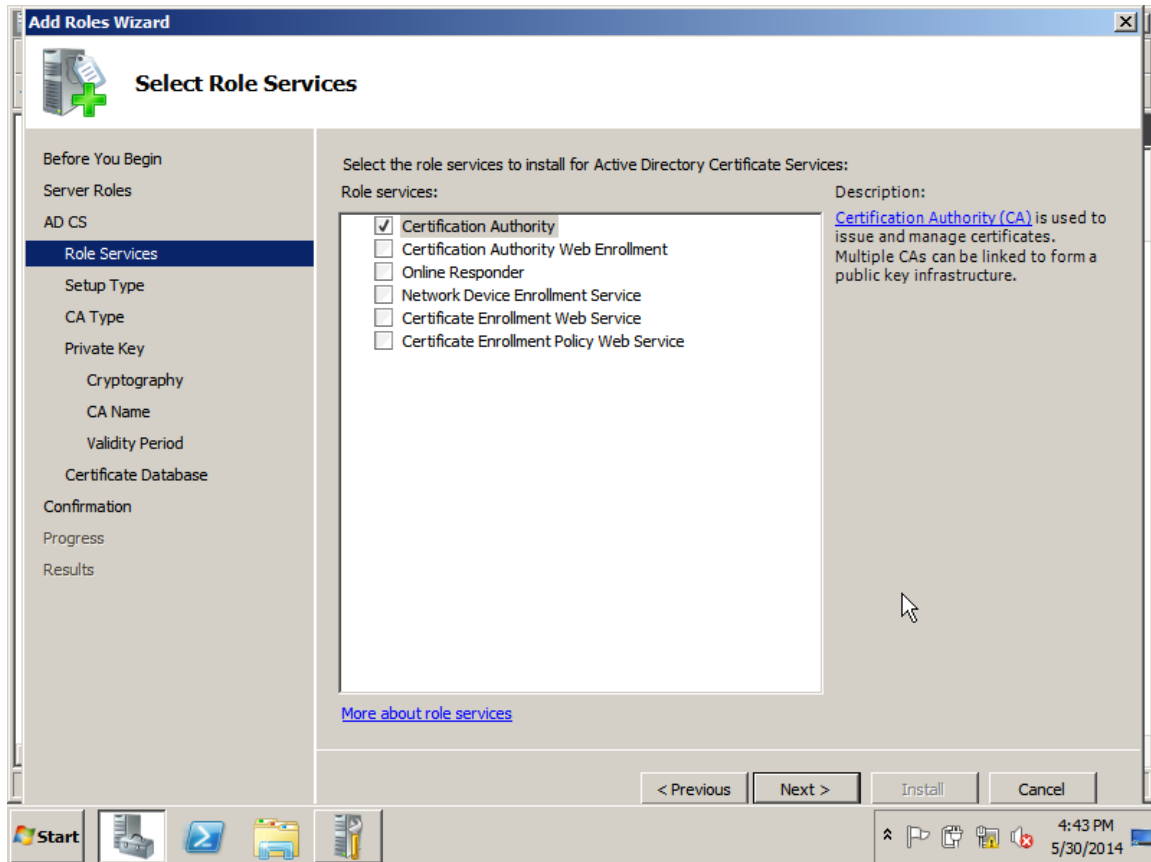 Add Roles Wizard
Select Role Services
Before You Begin
Server Roles
AD CS
Role Services
Setup Type
CA Type
Private Key
Cryptography
CA Name
Validity Period
Certificate Database
Confirmation
Progress
Results
Select the role services to install for Active Directory Certificate Services:
Role services:
Certification Authority
Certification Authority Web Enrollment
Online Responder
Network Device Enrollment Service
Certificate Enrollment Web Service
Certificate Enrollment Policy Web Service
More about role services
Description:
Certification Authority (CA) is used to
issue and manage certificates.
Multiple CAs can be linked to form a
public key infrastructure.
< Previous
Next >
Install
Cancel
Start
4:43 PM
5/30/2014